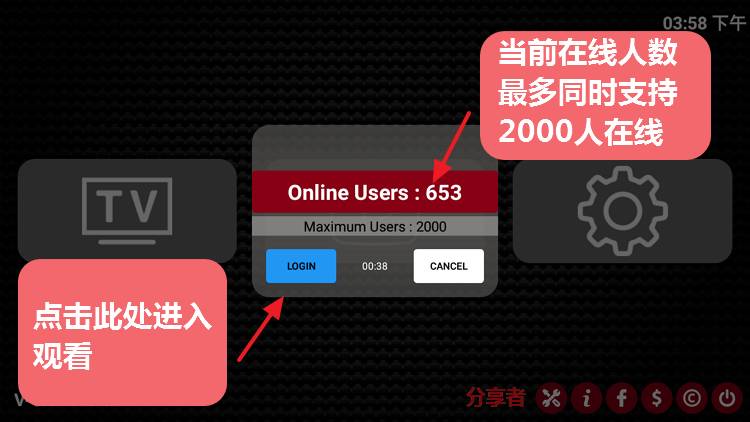 03:58 下午
当前在线人数
最多同时支持
2000人在线
TV
Online Users : 653
Maximum Users : 2000
LOGIN
00:38
CANCEL
点击此处进入
观看
分享者